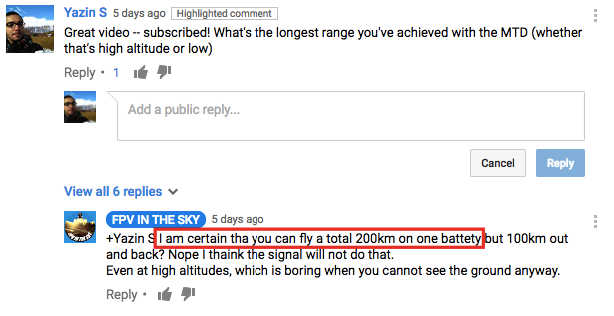 Yazin S 5 days ago Highlighted comment
Great video -- subscribed! What's the longest range you've achieved with the MTD (whether
that's high altitude or low)
Reply • 1
Add a public reply...
Cancel Reply
View all 6 replies
FPV IN THE SKY 5 days ago
+Yazin S I am certain tha you can fly a total 200km on one battety but 100km out
and back? Nope I thaink the signal will not do that.
Even at high altitudes, which is boring when you cannot see the ground anyway.
Reply •